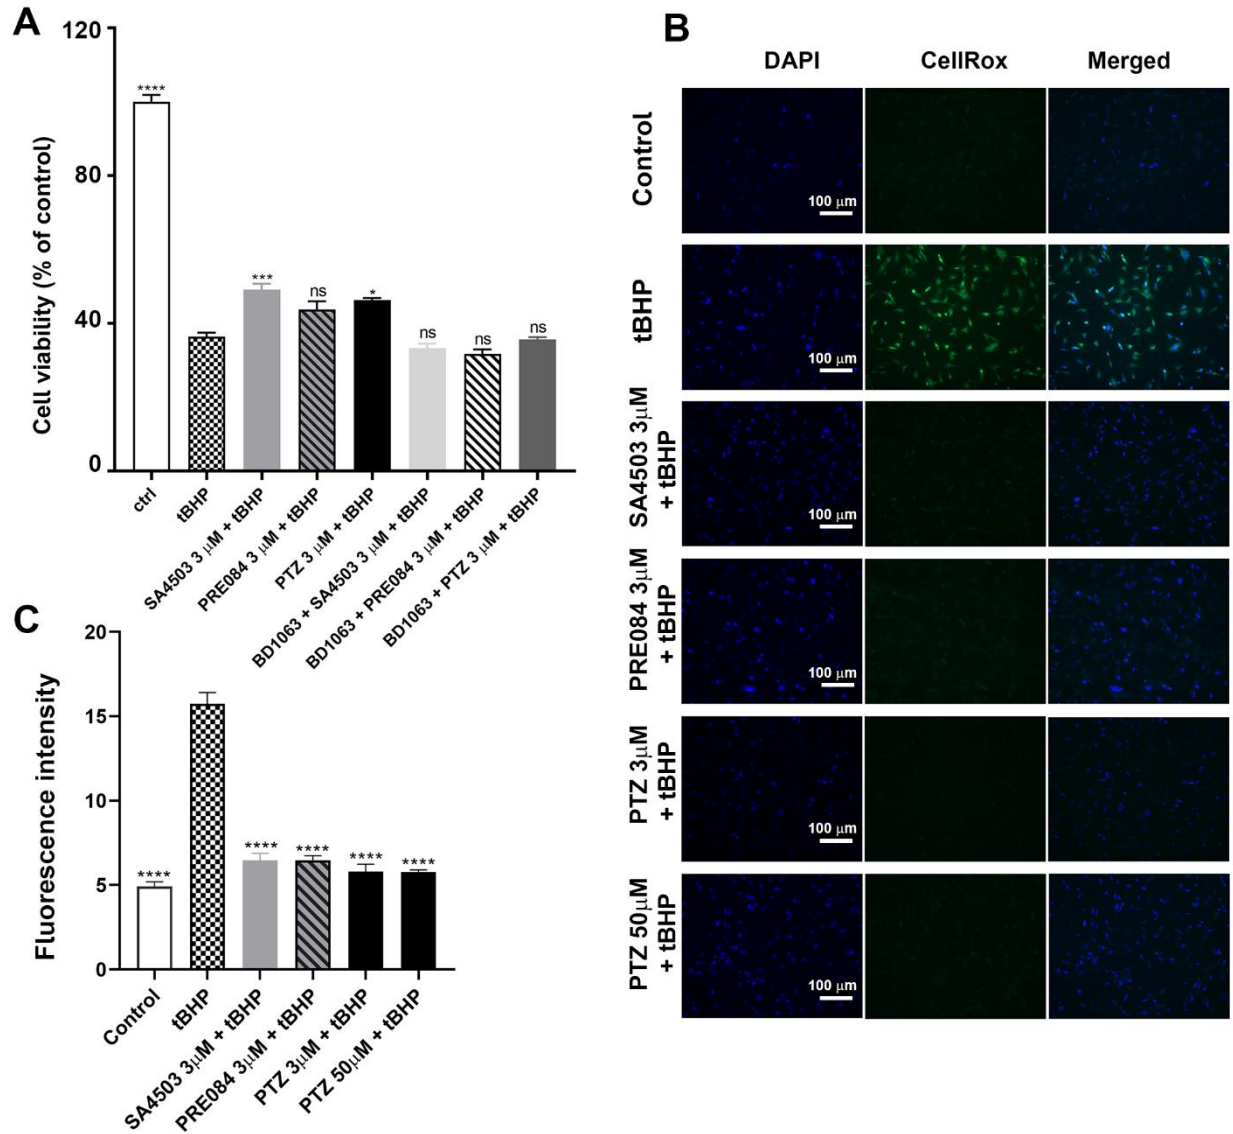 A
120
80
40
0
Cell viability (% of control)
****
***
ns
*
ns
ns
ns
ctrl
tBHP
SA4503 3 μM + tBHP
PRE084 3 μM + tBHP
PTZ 3 μM + tBHP
BD1063 + SA4503 3 μM + tBHP
BD1063 + PRE084 3 μM + tBHP
BD1063 + PTZ 3 μM + tBHP
B
DAPI
CellRox
Merged
Control
100 μm
tBHP
100 μm
SA4503 3μM
+ tBHP
100 μm
PRE084 3μM
+ tBHP
100 μm
PTZ 3μM
+ tBHP
100 μm
PTZ 50μM
+ tBHP
100 μm
C
20
15
10
5
0
Fluorescence intensity
****
****
****
****
****
Control
tBHP
SA4503 3μM + tBHP
PRE084 3μM + tBHP
PTZ 3μM + tBHP
PTZ 50μM + tBHP